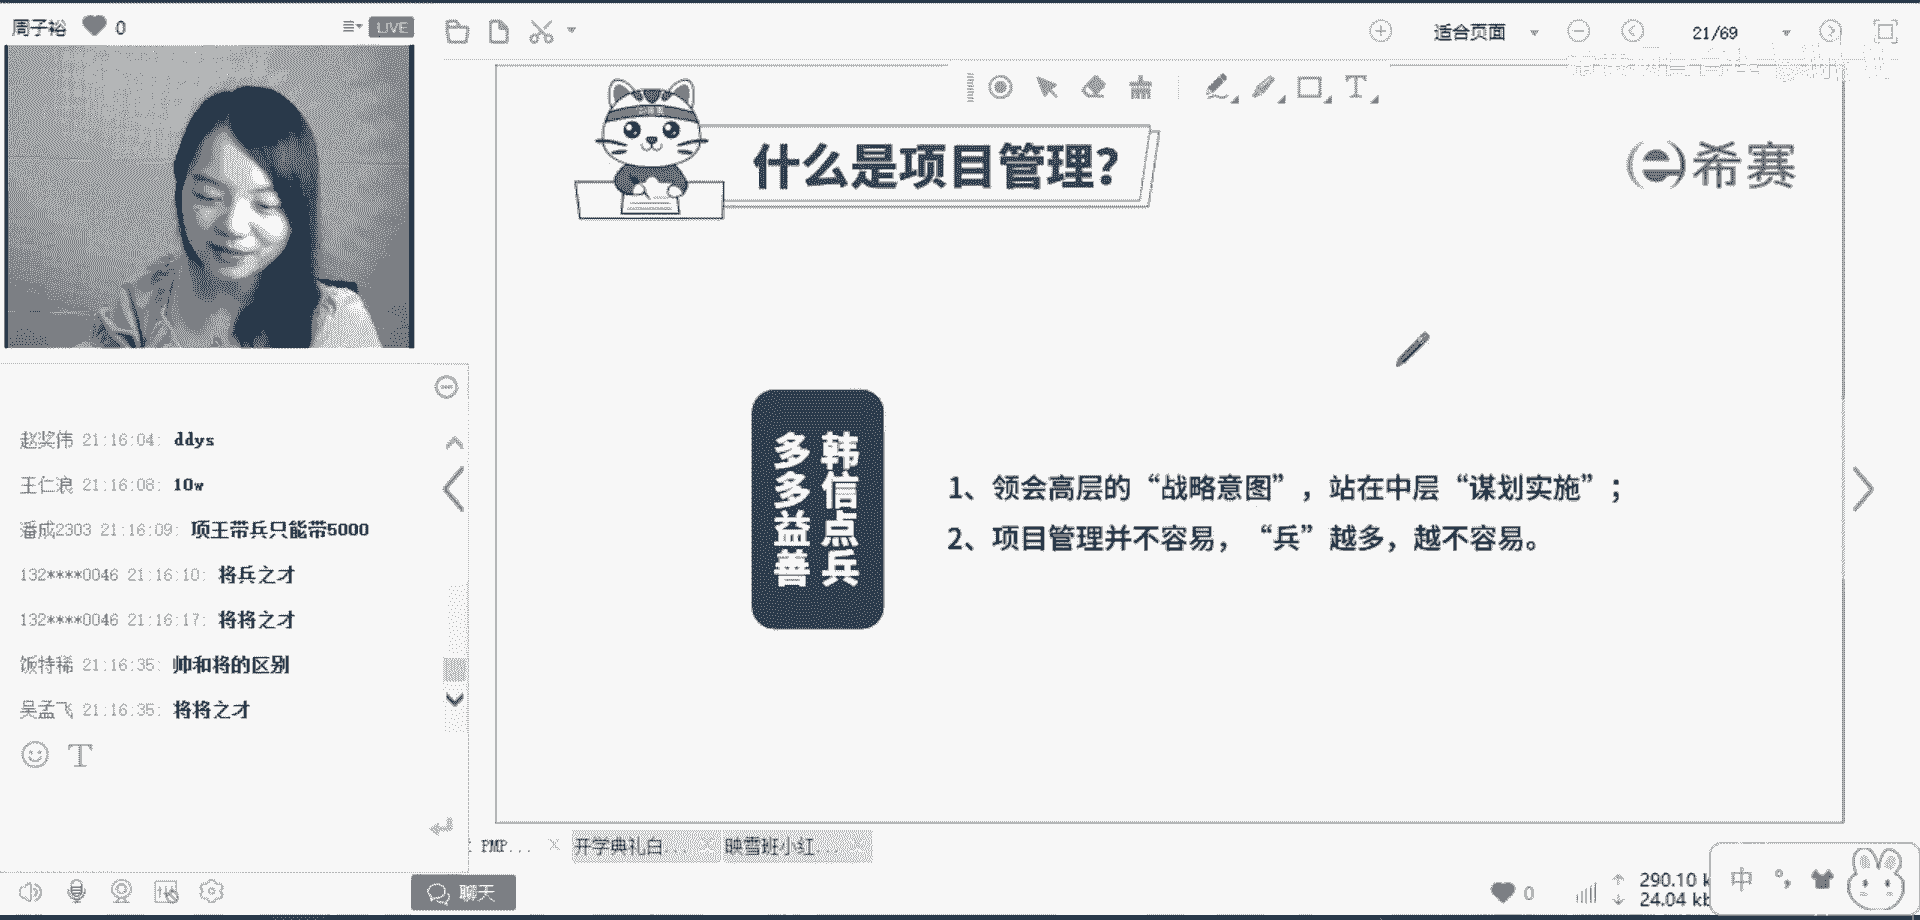 周子裕 0
LIVE
适合页面
21/69
什么是项目管理?
希赛
韩信点兵
多多益善
1、领会高层的“战略意图”，站在中层“谋划实施”；
2、项目管理并不容易，“兵”越多，越不容易。
赵奖伟 21:16:04: ddys
王仁浪 21:16:08: 10w
潘成2303 21:16:09: 项王带兵只能带5000
132****0046 21:16:10: 将兵之才
132****0046 21:16:17: 将将之才
饭特稀 21:16:35: 帅和将的区别
吴孟飞 21:16:35: 将将之才
T
PMP...
开学典礼白...
映雪班小红...
聊天
0
290.10 k
24.04 kb
中